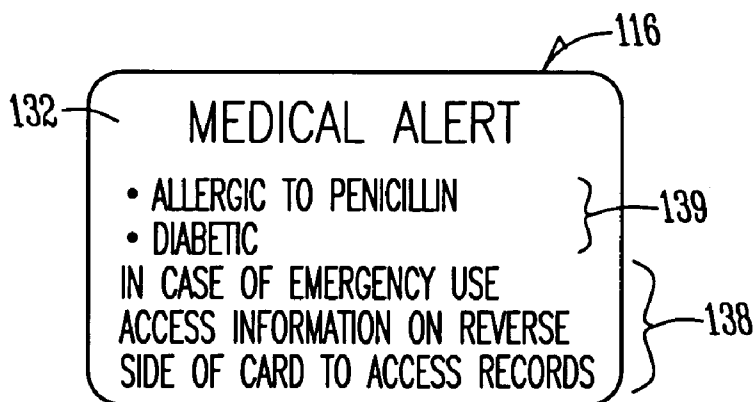 116
132
MEDICAL ALERT
• ALLERGIC TO PENICILLIN
• DIABETIC
139
IN CASE OF EMERGENCY USE
ACCESS INFORMATION ON REVERSE
SIDE OF CARD TO ACCESS RECORDS
138